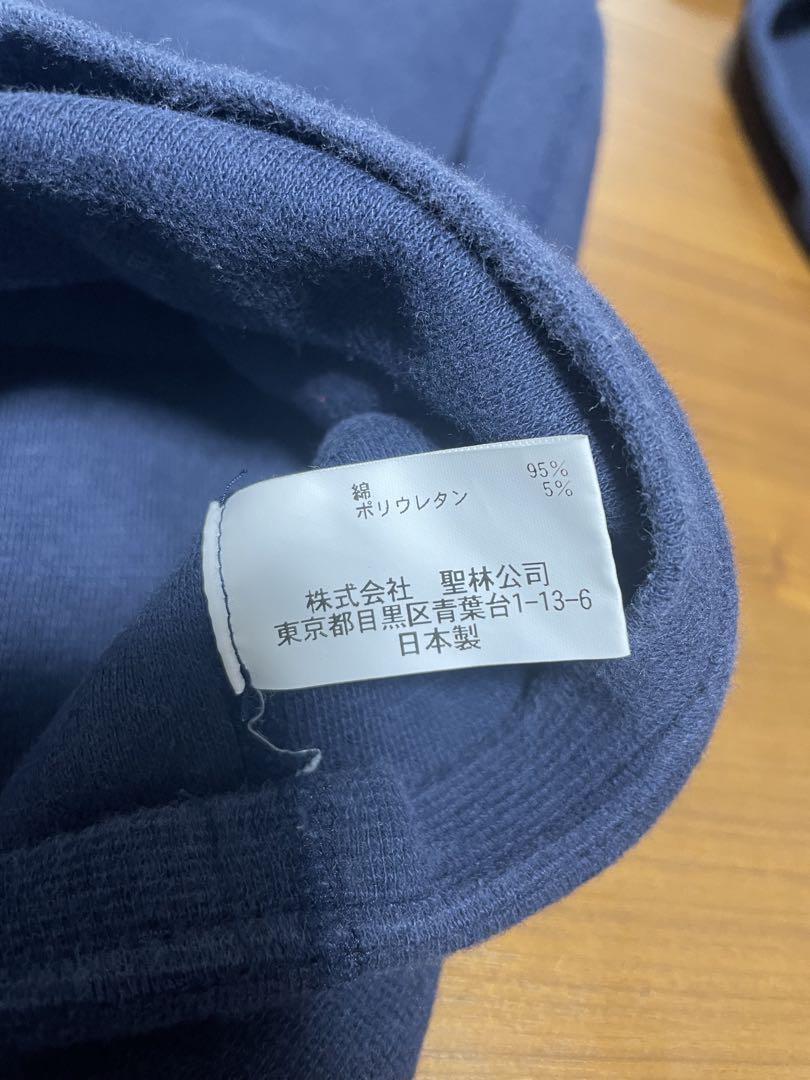 綿 95%
ポリウレタン 5%
株式会社 聖林公司
東京都目黒区青葉台1-13-6
日本製